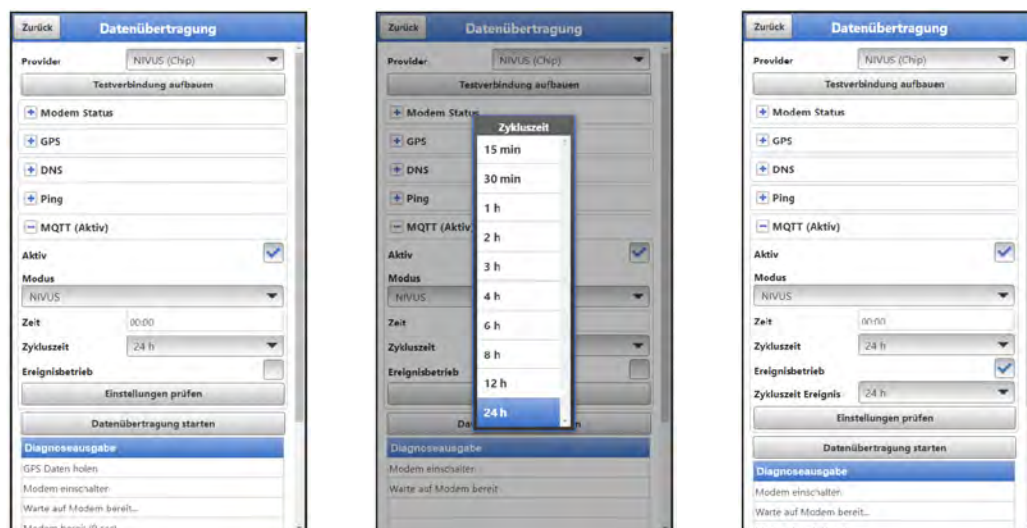 Zurück Datenübertragung
Provider NIVUS (Chip)
Testverbindung aufbauen
Modem Status
GPS
DNS
Ping
MQTT (Aktiv)
Aktiv
Modus
NIVUS
Zeit 00:00
Zykluszeit 24 h
Ereignisbetrieb
Einstellungen prüfen
Datenübertragung starten
Diagnoseausgabe
GPS Daten holen
Modem einschalten
Warte auf Modem bereit...
Zurück Datenübertragung
Provider NIVUS (Chip)
Testverbindung aufbauen
Modem Status
GPS
DNS
Ping
MQTT (Aktiv
Aktiv
Modus
NIVUS
Zeit
Zykluszeit
Ereignisbetrieb
Da n
Diagnoseausgabe
Modem einschalten
Warte auf Modem bereit
Zykluszeit
15 min
30 min
1 h
2 h
3 h
4 h
6 h
8 h
12 h
24 h
Zurück Datenübertragung
Provider NIVUS (Chip)
Testverbindung aufbauen
Modem Status
GPS
DNS
Ping
MQTT (Aktiv)
Aktiv
Modus
NIVUS
Zeit 00:00
Zykluszeit 24 h
Ereignisbetrieb
Zykluszeit Ereignis 24 h
Einstellungen prüfen
Datenübertragung starten
Diagnoseausgabe
Modem einschalten
Warte auf Modem bereit...